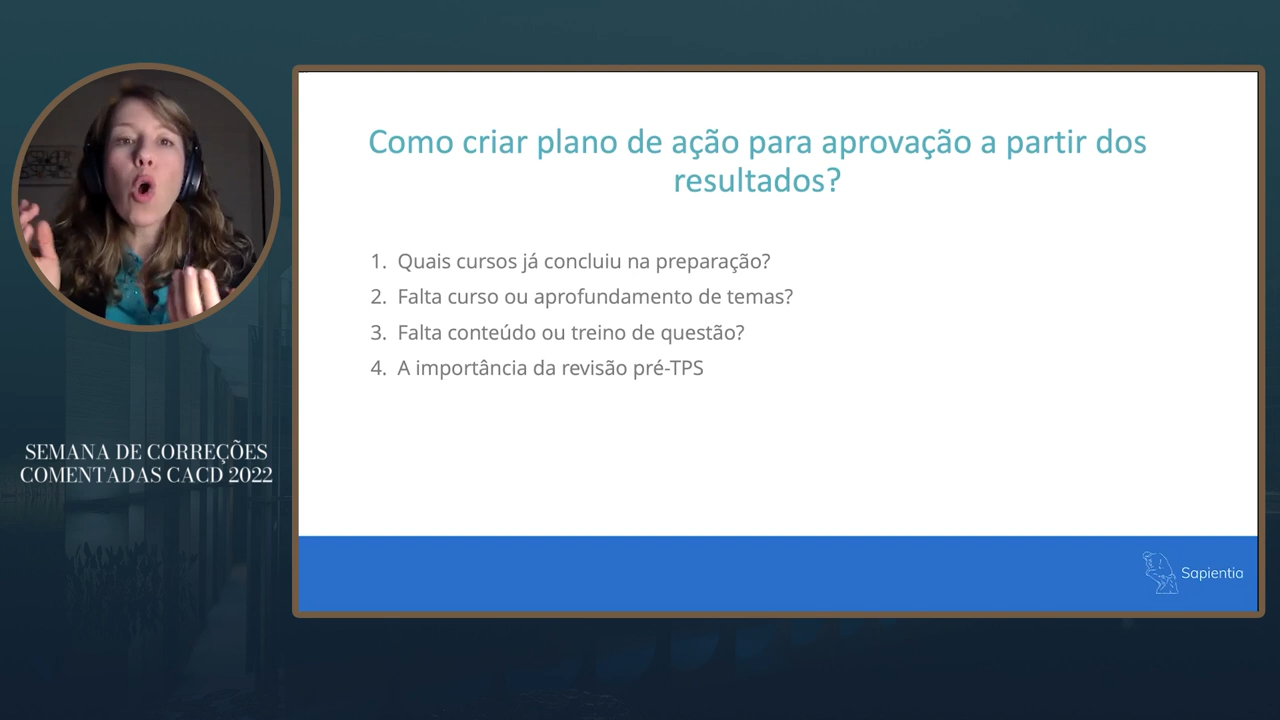 Como criar plano de ação para aprovação a partir dos
resultados?
1. Quais cursos já concluiu na preparação?
2. Falta curso ou aprofundamento de temas?
3. Falta conteúdo ou treino de questão?
4. A importância da revisão pré-TPS
SEMANA DE CORREÇÕES
COMENTADAS CACD 2022
Sapientia